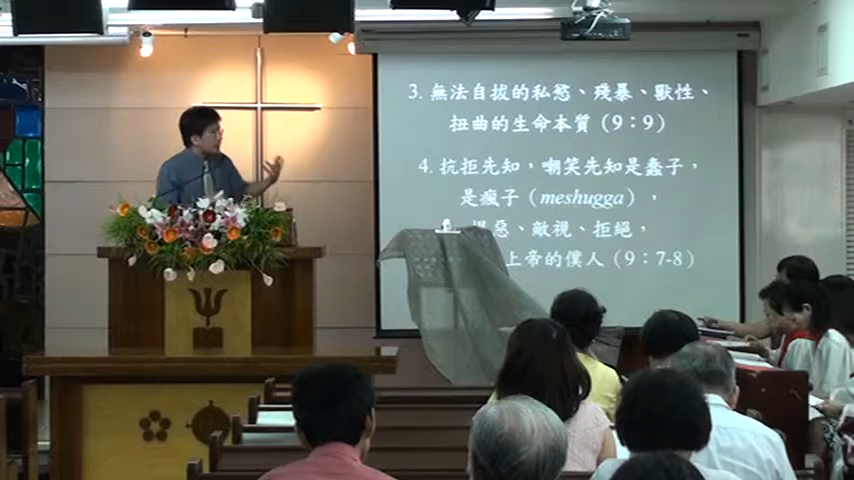 3. 無法自拔的私慾、殘暴、獸性、
扭曲的生命本質（9：9）
4. 抗拒先知，嘲笑先知是蠢子，
是瘋子（meshugga），
惡、敵視、拒絕，
上帝的僕人（9：7-8）